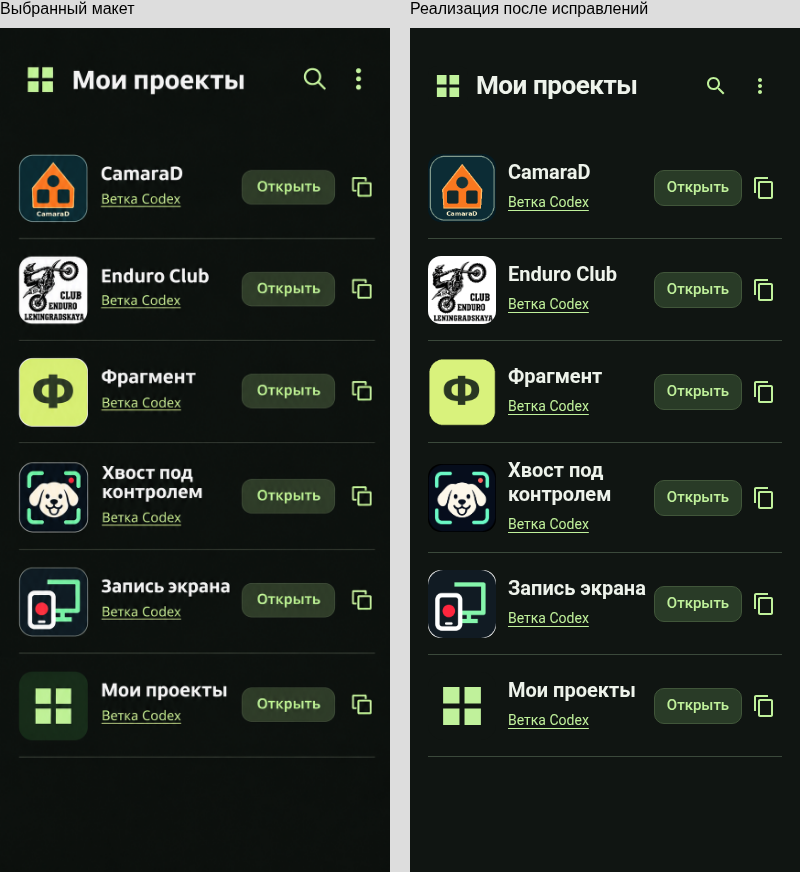 Выбранный макет
Мои проекты
CamaraD
CamaraD
Ветка Codex
Открыть
CLUB
ENDURO
LENINGRADSKAYA
Enduro Club
Ветка Codex
Открыть
Ф
Фрагмент
Ветка Codex
Открыть
Хвост под
контролем
Ветка Codex
Открыть
Запись экрана
Ветка Codex
Открыть
Мои проекты
Ветка Codex
Открыть
Реализация после исправлений
Мои проекты
CamaraD
CamaraD
Ветка Codex
Открыть
CLUB
ENDURO
LENINGRADSKAYA
Enduro Club
Ветка Codex
Открыть
Ф
Фрагмент
Ветка Codex
Открыть
Хвост под
контролем
Ветка Codex
Открыть
Запись экрана
Ветка Codex
Открыть
Мои проекты
Ветка Codex
Открыть